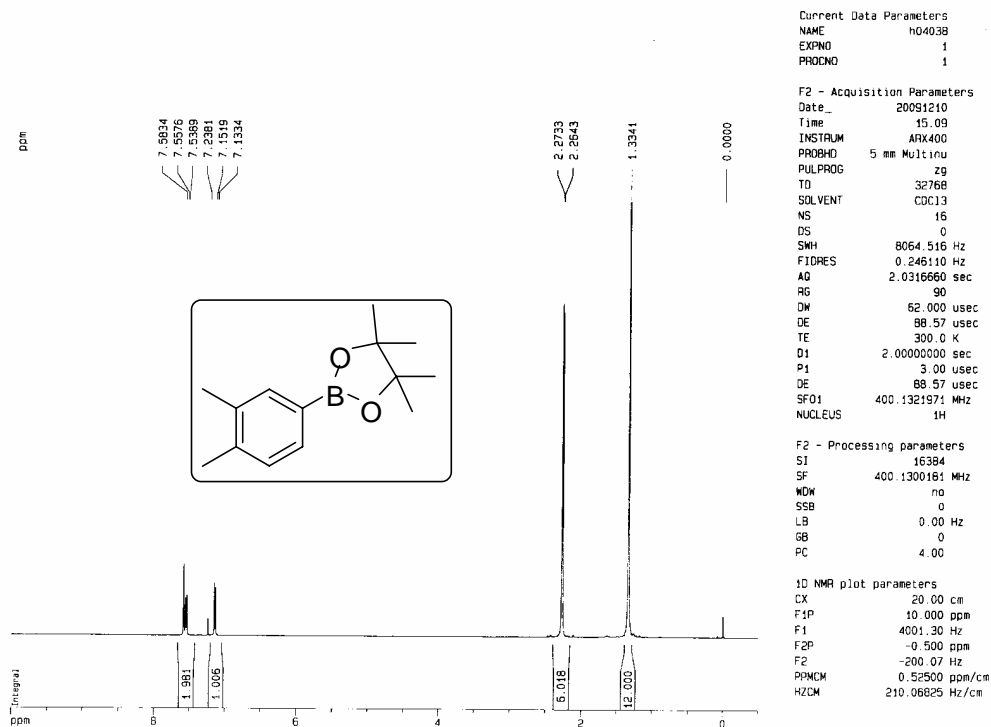 Current Data Parameters
NAME h0403B
EXPNO 1
PROCNO 1
F2 - Acquisition Parameters
Date_ 20091210
Time 15.09
INSTRUM ARX400
PROBHD 5 mm Multinu
PULPROG zg
TD 32768
SOLVENT CDCl3
NS 16
DS 0
SWH 8064.516 Hz
FIDRES 0.246110 Hz
AQ 2.0316660 sec
RG 90
DW 62.000 usec
DE 88.57 usec
TE 300.0 K
D1 2.00000000 sec
P1 3.00 usec
DE 88.57 usec
SFO1 400.1321971 MHz
NUCLEUS 1H
F2 - Processing parameters
SI 16384
SF 400.1300181 MHz
WDW no
SSB 0
LB 0.00 Hz
GB 0
PC 4.00
1D NMR plot parameters
CX 20.00 cm
F1P 10.000 ppm
F1 4001.30 Hz
F2P -0.500 ppm
F2 -200.07 Hz
PPMCM 0.52500 ppm/cm
HZCM 210.06825 Hz/cm
ppm
7.5834
7.5576
7.5389
7.2381
7.1519
7.1334
2.2733
2.2643
1.3341
0.0000
O
B
O
Integral
1.981
1.006
6.018
12.000
ppm 8 6 4 2 0